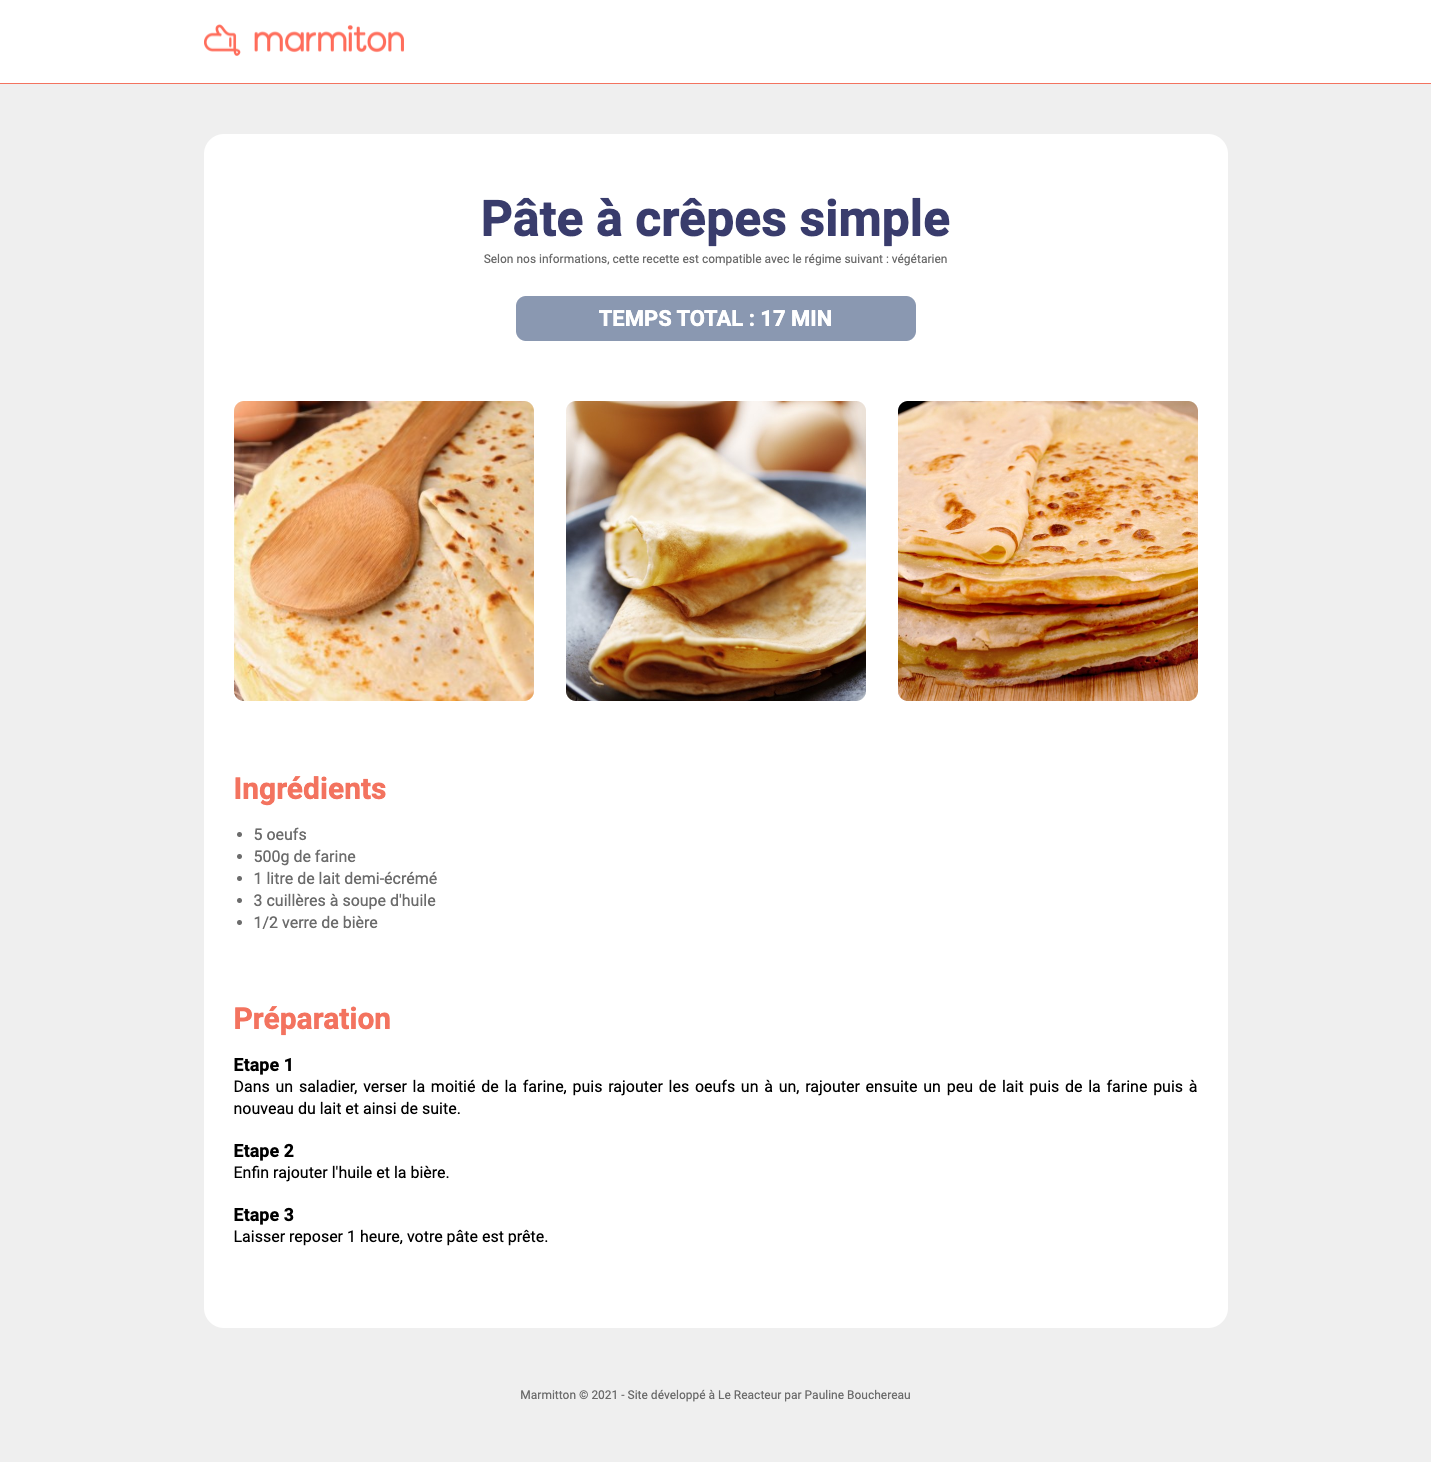 marmiton
Pâte à crêpes simple
Selon nos informations, cette recette est compatible avec le régime suivant : végétarien
TEMPS TOTAL : 17 MIN
Ingrédients
• 5 oeufs
• 500g de farine
• 1 litre de lait demi-écrémé
• 3 cuillères à soupe d'huile
• 1/2 verre de bière
Préparation
Etape 1
Dans un saladier, verser la moitié de la farine, puis rajouter les oeufs un à un, rajouter ensuite un peu de lait puis de la farine puis à
nouveau du lait et ainsi de suite.
Etape 2
Enfin rajouter l'huile et la bière.
Etape 3
Laisser reposer 1 heure, votre pâte est prête.
Marmitton © 2021 - Site développé à Le Reacteur par Pauline Bouchereau